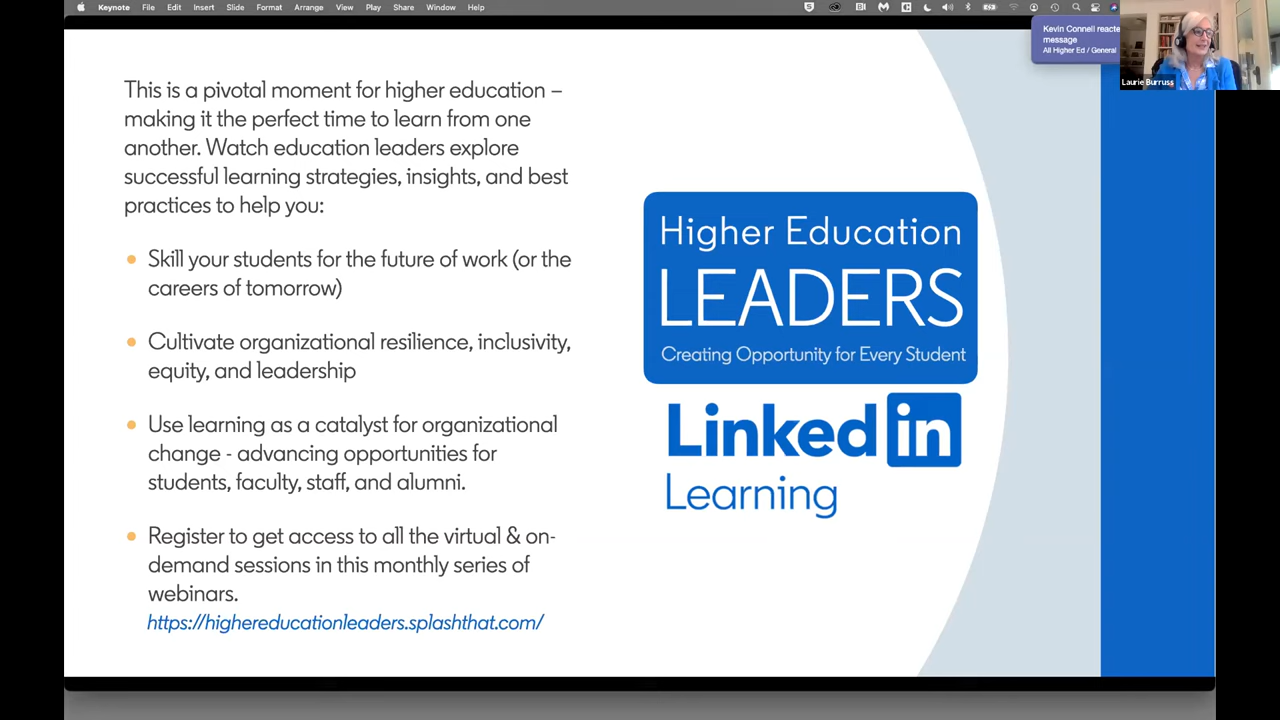 Keynote File Edit Insert Slide Format Arrange View Play Share Window Help
Kevin Connell reacte
message
All Higher Ed / General
Laurie Burruss
This is a pivotal moment for higher education –
making it the perfect time to learn from one
another. Watch education leaders explore
successful learning strategies, insights, and best
practices to help you:
• Skill your students for the future of work (or the
careers of tomorrow)
• Cultivate organizational resilience, inclusivity,
equity, and leadership
• Use learning as a catalyst for organizational
change - advancing opportunities for
students, faculty, staff, and alumni.
• Register to get access to all the virtual & on-
demand sessions in this monthly series of
webinars.
https://highereducationleaders.splashthat.com/
Higher Education
LEADERS
Creating Opportunity for Every Student
Linked in
Learning